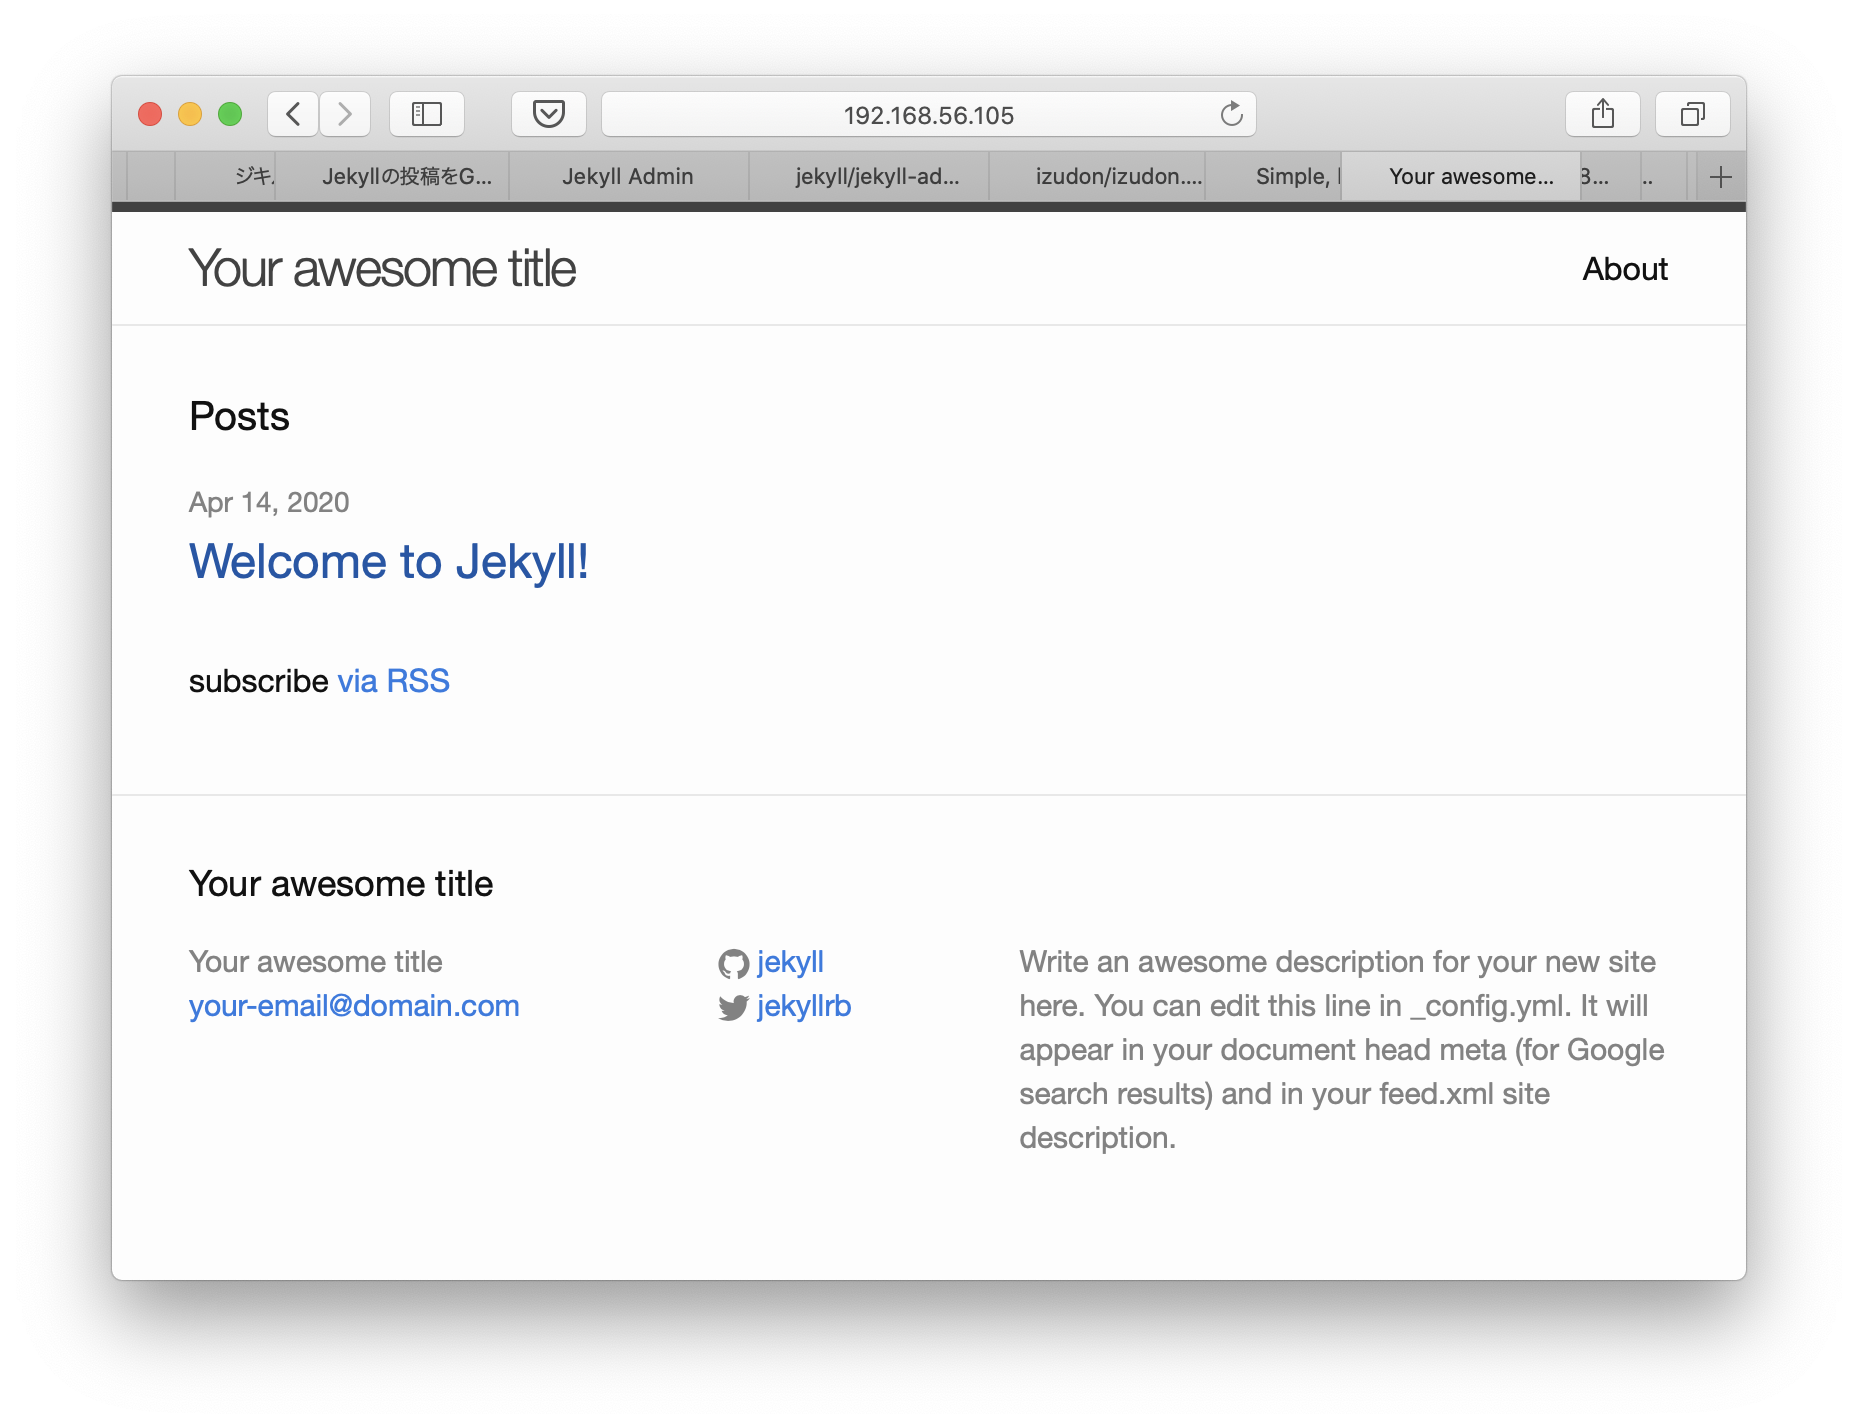 192.168.56.105
ジキ
Jekyllの投稿をG...
Jekyll Admin
jekyll/jekyll-ad...
izudon/izudon....
Simple,
Your awesome...
3...
..
Your awesome title
About
Posts
Apr 14, 2020
Welcome to Jekyll!
subscribe via RSS
Your awesome title
Your awesome title
your-email@domain.com
jekyll
jekyllrb
Write an awesome description for your new site
here. You can edit this line in _config.yml. It will
appear in your document head meta (for Google
search results) and in your feed.xml site
description.